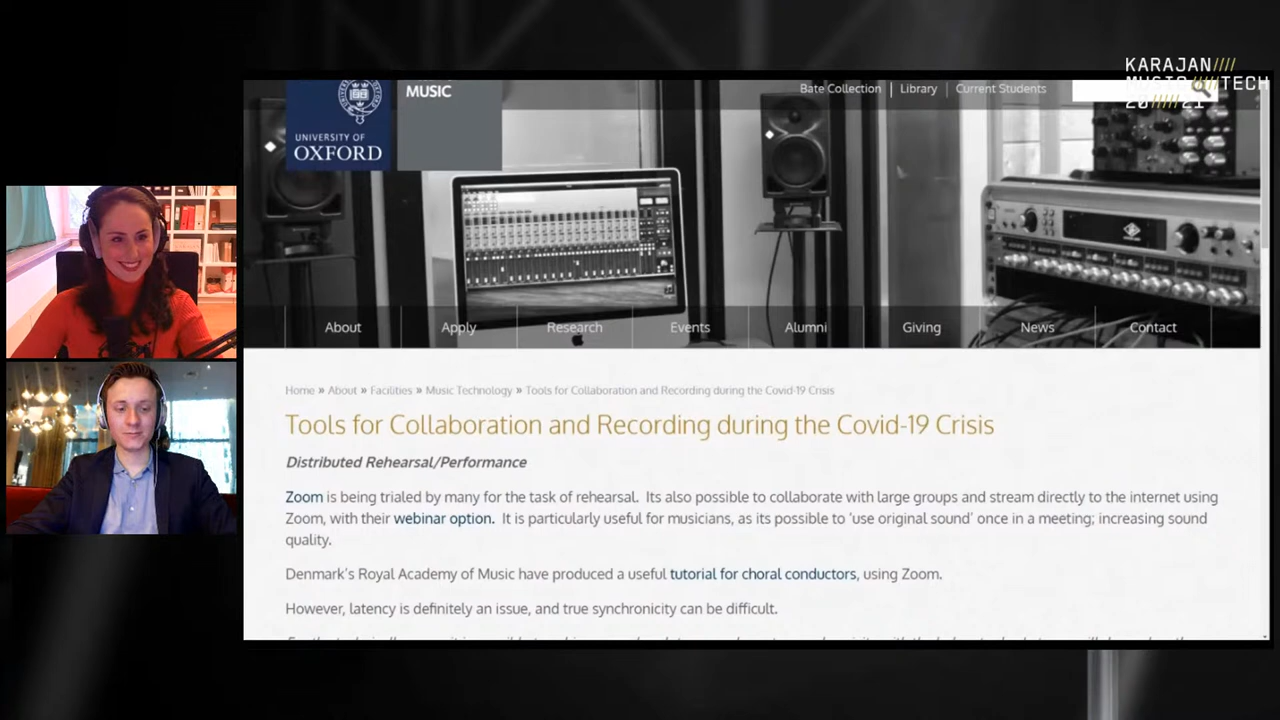 KARAJAN////
MUSIC////TECH
20////21
MUSIC
Bate Collection
Library
Current Students
UNIVERSITY OF
OXFORD
About
Apply
Research
Events
Alumni
Giving
News
Contact
Home » About » Facilities » Music Technology » Tools for Collaboration and Recording during the Covid-19 Crisis
Tools for Collaboration and Recording during the Covid-19 Crisis
Distributed Rehearsal/Performance
Zoom is being trialed by many for the task of rehearsal. Its also possible to collaborate with large groups and stream directly to the internet using
Zoom, with their webinar option. It is particularly useful for musicians, as its possible to ‘use original sound’ once in a meeting; increasing sound
quality.
Denmark’s Royal Academy of Music have produced a useful tutorial for choral conductors, using Zoom.
However, latency is definitely an issue, and true synchronicity can be difficult.